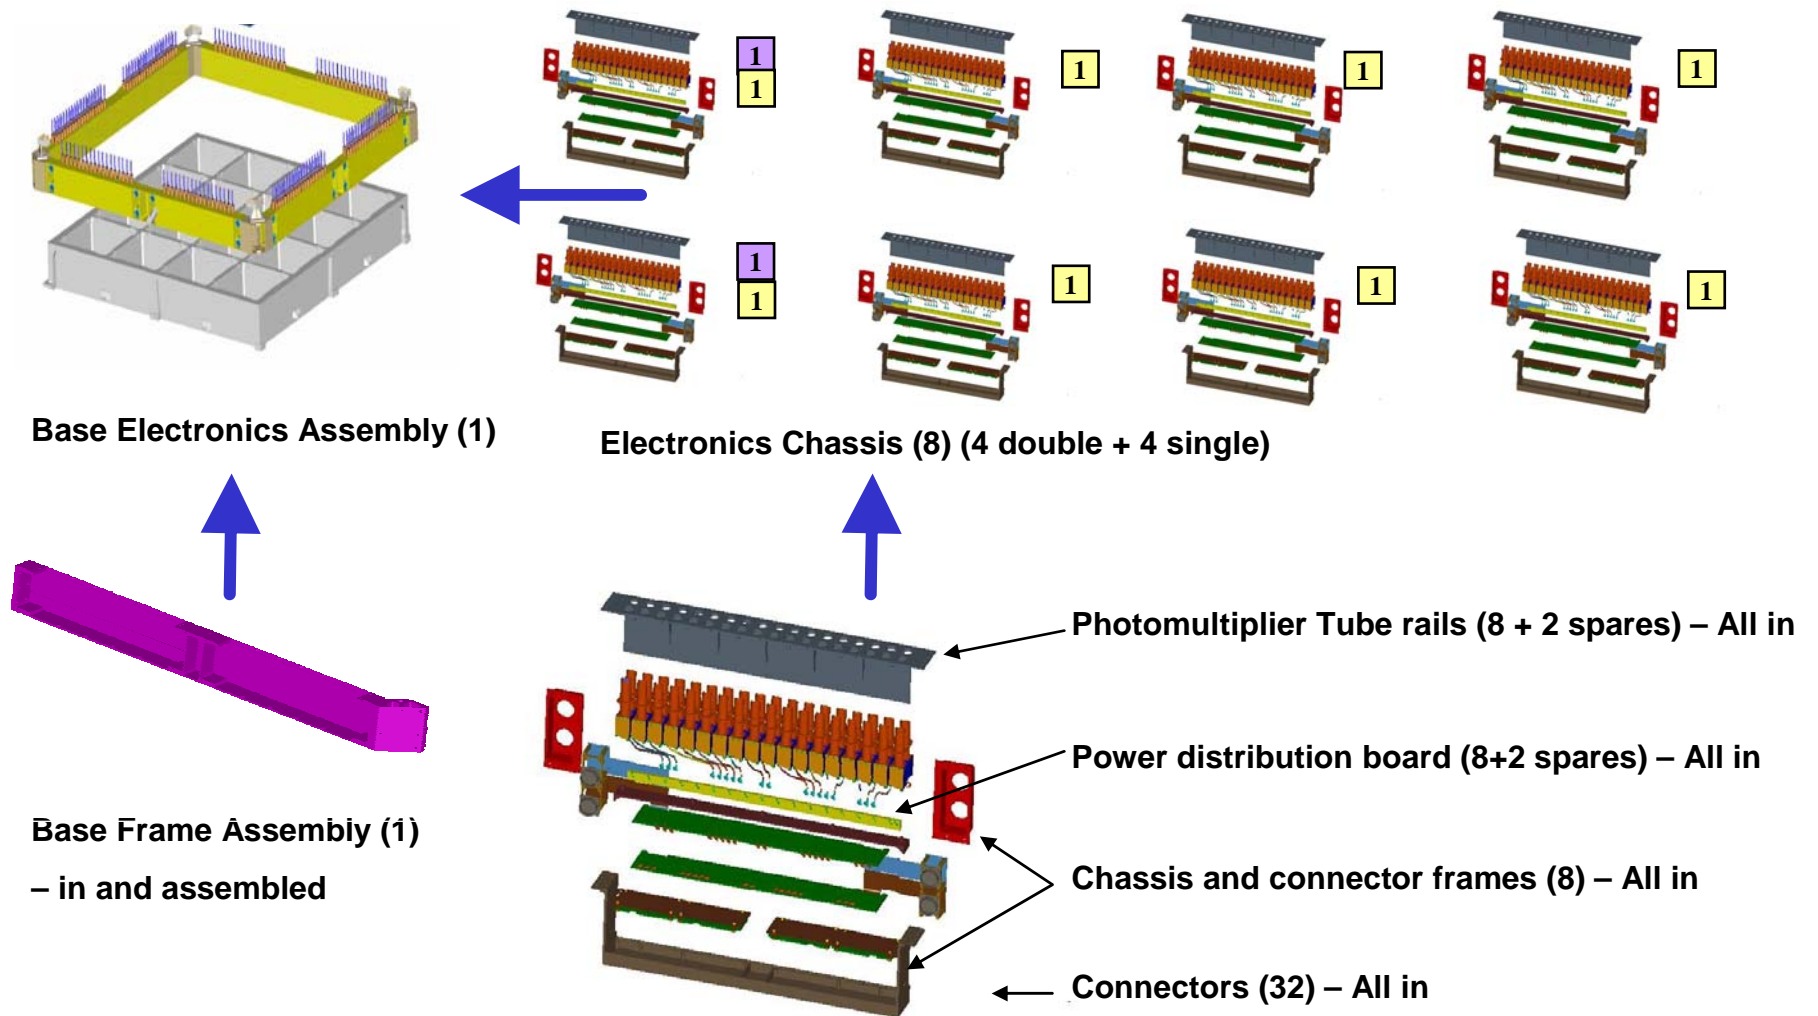 1
1
1
1
1
1
1
1
1
1
Base Electronics Assembly (1)
Electronics Chassis (8) (4 double + 4 single)
Photomultiplier Tube rails (8 + 2 spares) – All in
Power distribution board (8+2 spares) – All in
Base Frame Assembly (1)
– in and assembled
Chassis and connector frames (8) – All in
Connectors (32) – All in